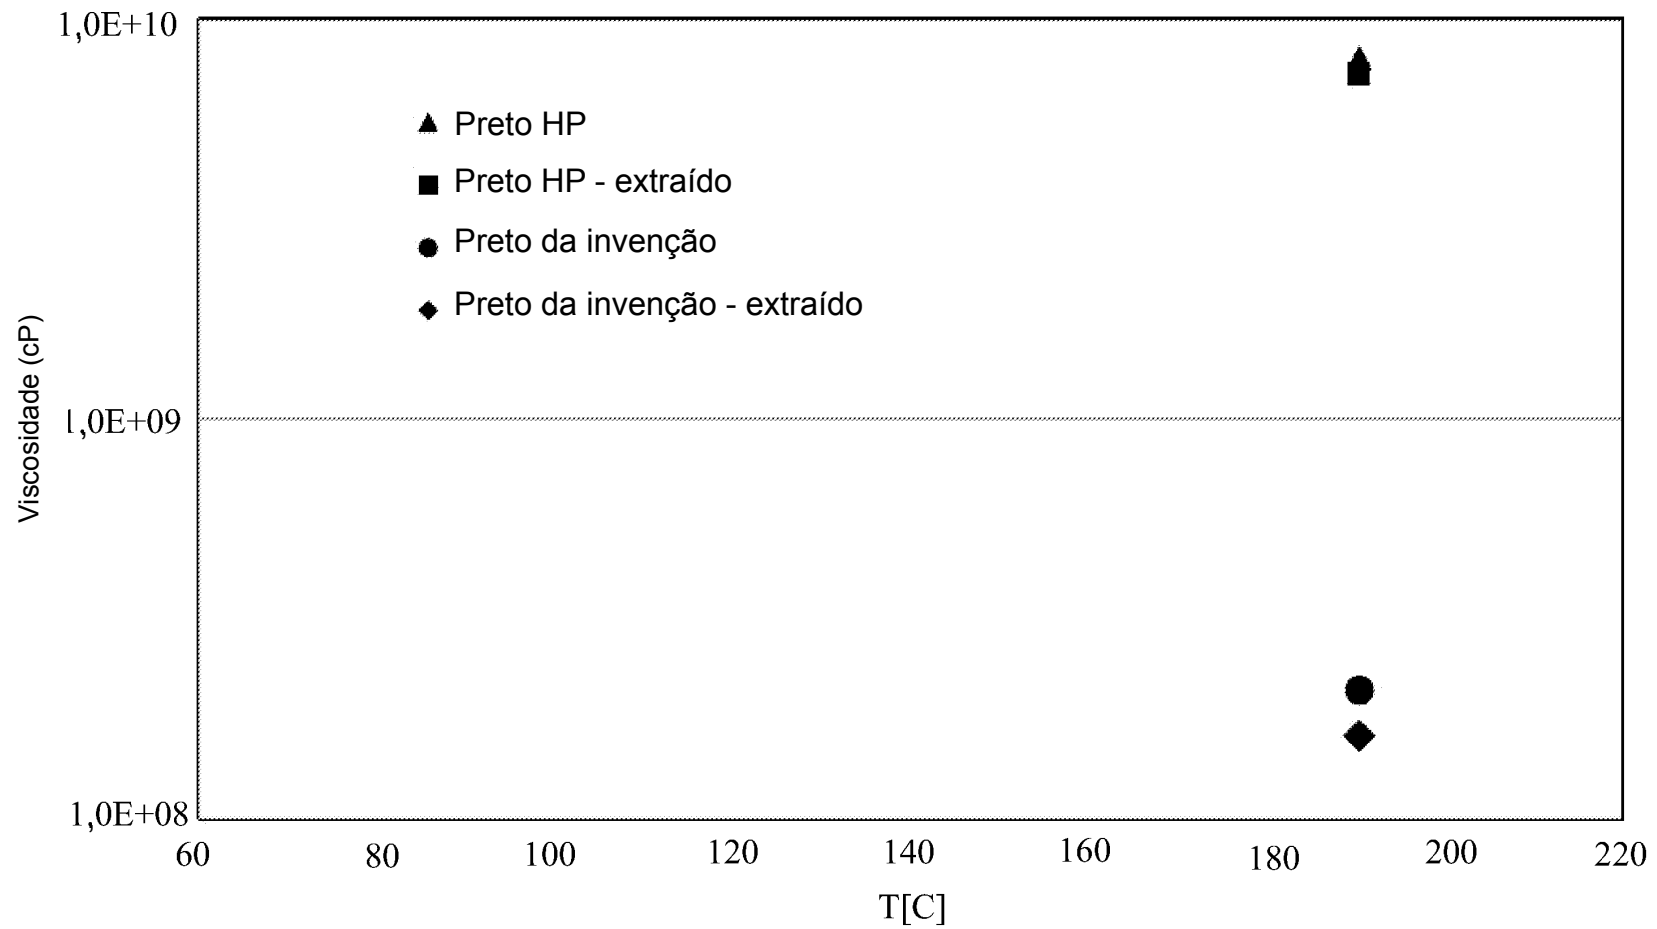 1,0E+10
Preto HP
Preto HP - extraído
Preto da invenção
Preto da invenção - extraído
Viscosidade (cP)
1,0E+09
1,0E+08
60 80 100 120 140 160 180 200 220
T[C]